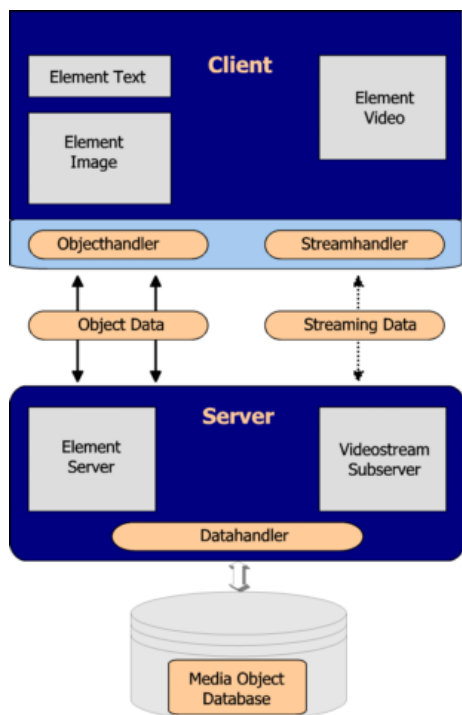 Client
Element Text
Element
Image
Element
Video
Objecthandler
Streamhandler
Object Data
Streaming Data
Server
Element
Server
Videostream
Subserver
Datahandler
Media Object
Database